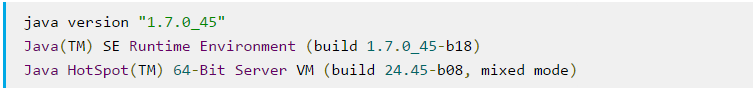 java version "1.7.0_45"
Java(TM) SE Runtime Environment (build 1.7.0_45-b18)
Java HotSpot(TM) 64-Bit Server VM (build 24.45-b08, mixed mode)